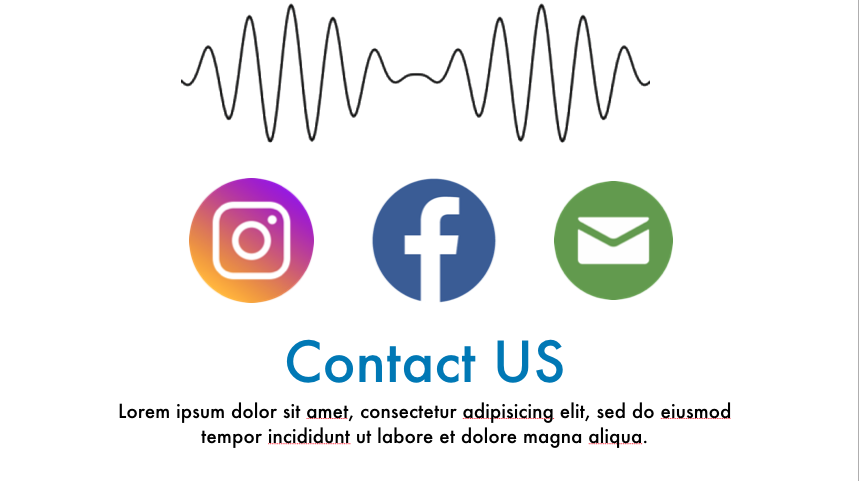 Contact US
Lorem ipsum dolor sit amet, consectetur adipisicing elit, sed do eiusmod
tempor incididunt ut labore et dolore magna aliqua.